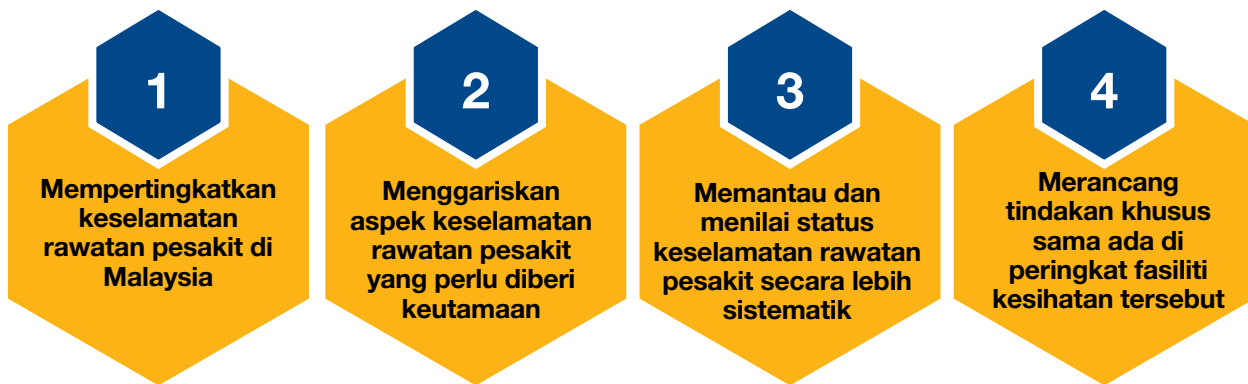 1
Mempertingkatkan
keselamatan
rawatan pesakit di
Malaysia
2
Menggariskan
aspek keselamatan
rawatan pesakit
yang perlu diberi
keutamaan
3
Memantau dan
menilai status
keselamatan rawatan
pesakit secara lebih
sistematik
4
Merancang
tindakan khusus
sama ada di
peringkat fasiliti
kesihatan tersebut